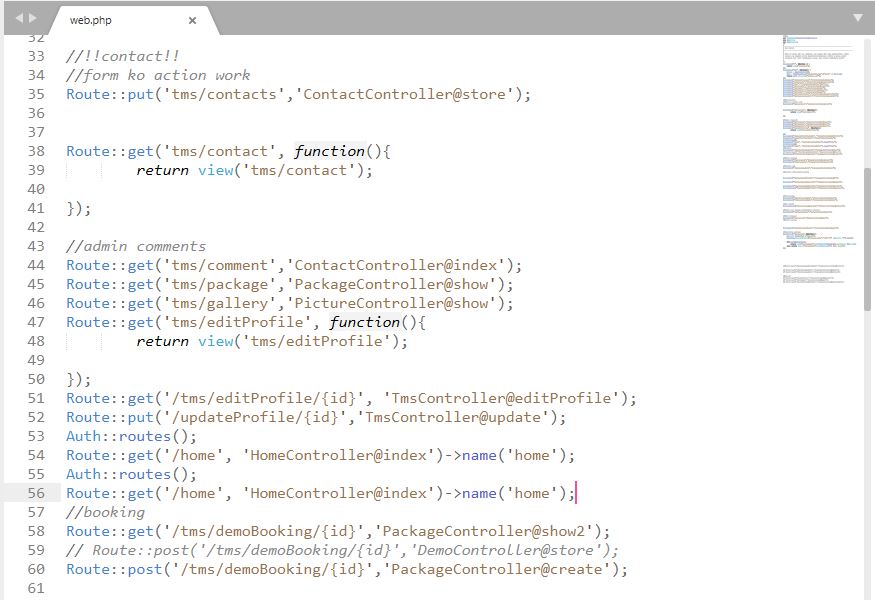 web.php
32
33 //!!contact!!
34 //form ko action work
35 Route::put('tms/contacts','ContactController@store');
36
37
38 Route::get('tms/contact', function(){
39         return view('tms/contact');
40
41 });
42
43 //admin comments
44 Route::get('tms/comment','ContactController@index');
45 Route::get('tms/package','PackageController@show');
46 Route::get('tms/gallery','PictureController@show');
47 Route::get('tms/editProfile', function(){
48         return view('tms/editProfile');
49
50 });
51 Route::get('/tms/editProfile/{id}', 'TmsController@editProfile');
52 Route::put('/updateProfile/{id}','TmsController@update');
53 Auth::routes();
54 Route::get('/home', 'HomeController@index')->name('home');
55 Auth::routes();
56 Route::get('/home', 'HomeController@index')->name('home');
57 //booking
58 Route::get('/tms/demoBooking/{id}','PackageController@show2');
59 // Route::post('/tms/demoBooking/{id}','DemoController@store');
60 Route::post('/tms/demoBooking/{id}','PackageController@create');
61